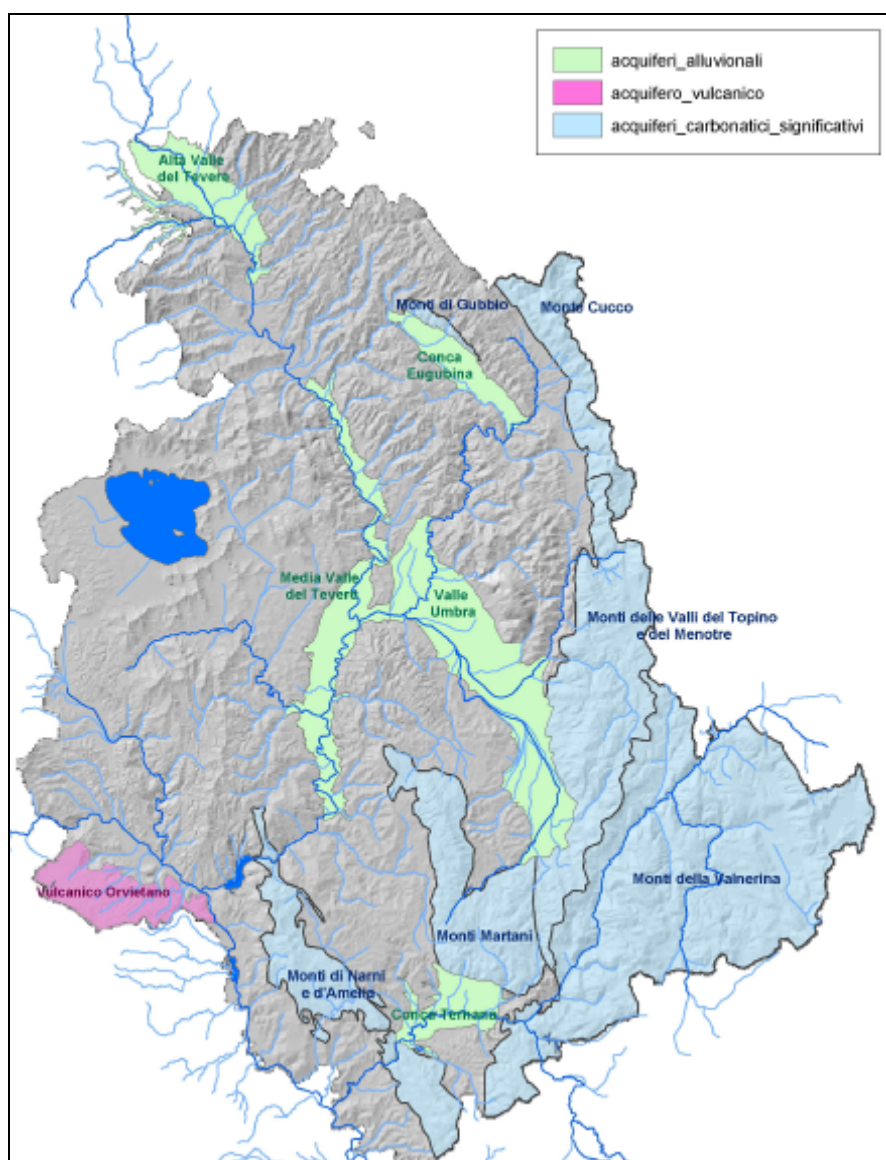 acquiferi_alluvionali
acquifero_vulcanico
acquiferi_carbonatici_significativi
Alta Valle
del Tevere
Monti di Gubbio
Monte Cucco
Conca
Eugubina
Media Valle
del Tevere
Valle
Umbra
Monti delle Valli del Topino
e del Menotre
Vulcanico Orvietano
Monti della Valnerina
Monti Martani
Monti di Narni
e d'Amelia
Conca Ternana